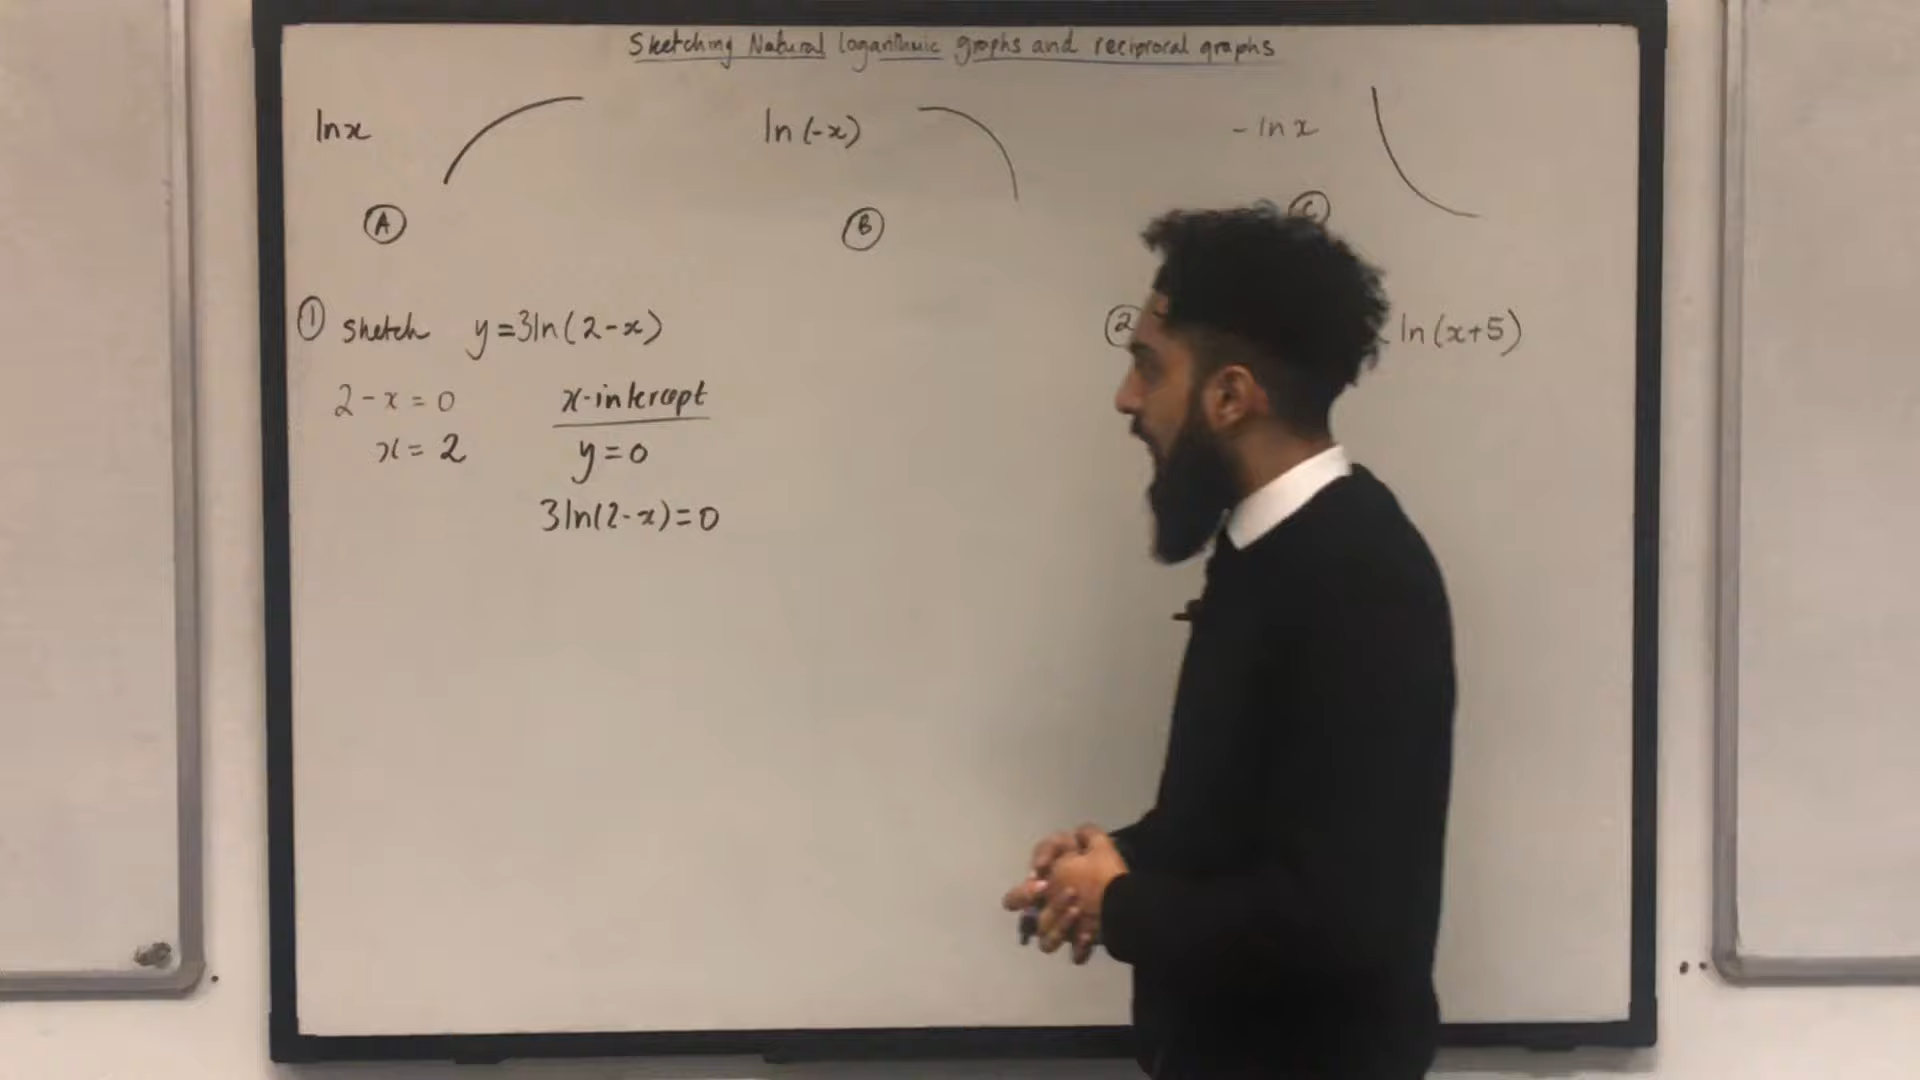 Sketching Natural logarithmic graphs and reciprocal graphs
lnx
ln (-x)
- ln x
A
B
C
① sketch y=3ln(2-x)
2-x=0
x=2
x-intercept
y=0
3ln(2-x)=0
②
ln(x+5)